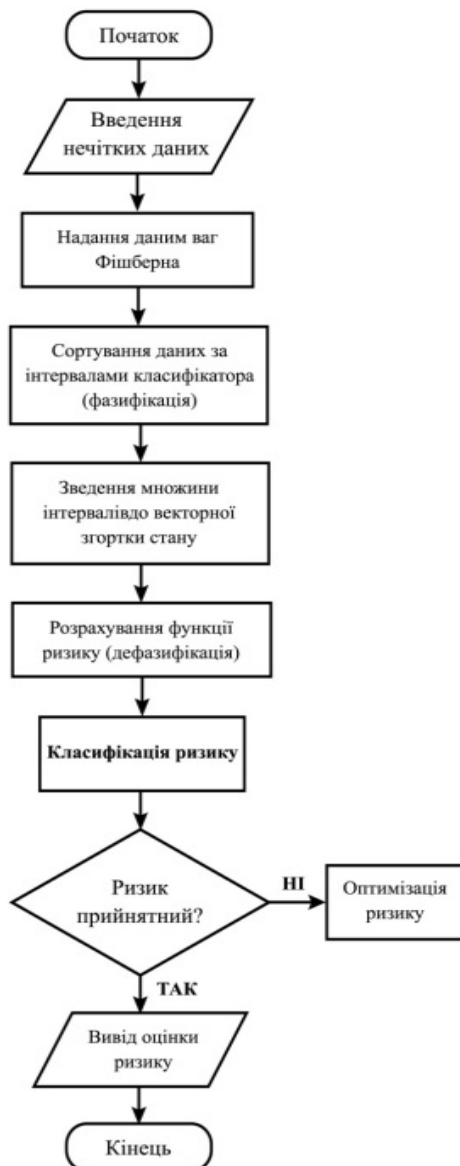 Початок
Введення
нечітких даних
Надання даним ваг
Фішберна
Сортування даних за
інтервалами класифікатора
(фазифікація)
Зведення множини
інтервалівдо векторної
згортки стану
Розрахування функції
ризику (дефазифікація)
Класифікація ризику
Ризик
прийнятний?
НІ
Оптимізація
ризику
ТАК
Вивід оцінки
ризику
Кінець